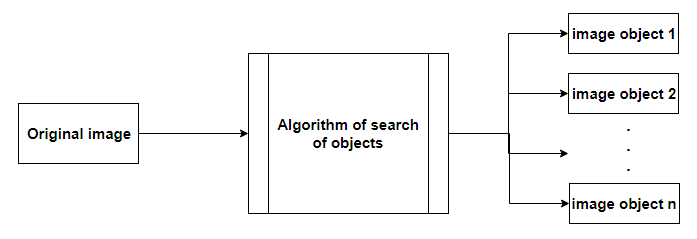 Original image
Algorithm of search
of objects
image object 1
image object 2
.
.
.
image object n